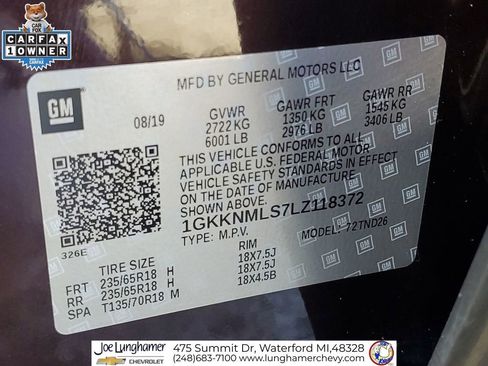 CARFAX
1 OWNER
MFD BY GENERAL MOTORS LLC
GM
08/19
GVWR GAWR FRT GAWR RR
2722 KG 1350 KG 1545 KG
6001 LB 2976 LB 3406 LB
THIS VEHICLE CONFORMS TO ALL
APPLICABLE U.S. FEDERAL MOTOR
VEHICLE SAFETY STANDARDS IN EFFECT
ON THE DATE OF MANUFACTURE
SHOWN ABOVE.
1GKKNMLS7LZ118372
TYPE: M.P.V. MODEL: 72TND26
326E
TIRE SIZE RIM
FRT 235/65R18 H 18X7.5J
RR 235/65R18 H 18X7.5J
SPA T135/70R18 M 18X4.5B
Joe Lunghamer
CHEVROLET
475 Summit Dr, Waterford MI,48328
(248)683-7100 www.lunghamerchevy.com